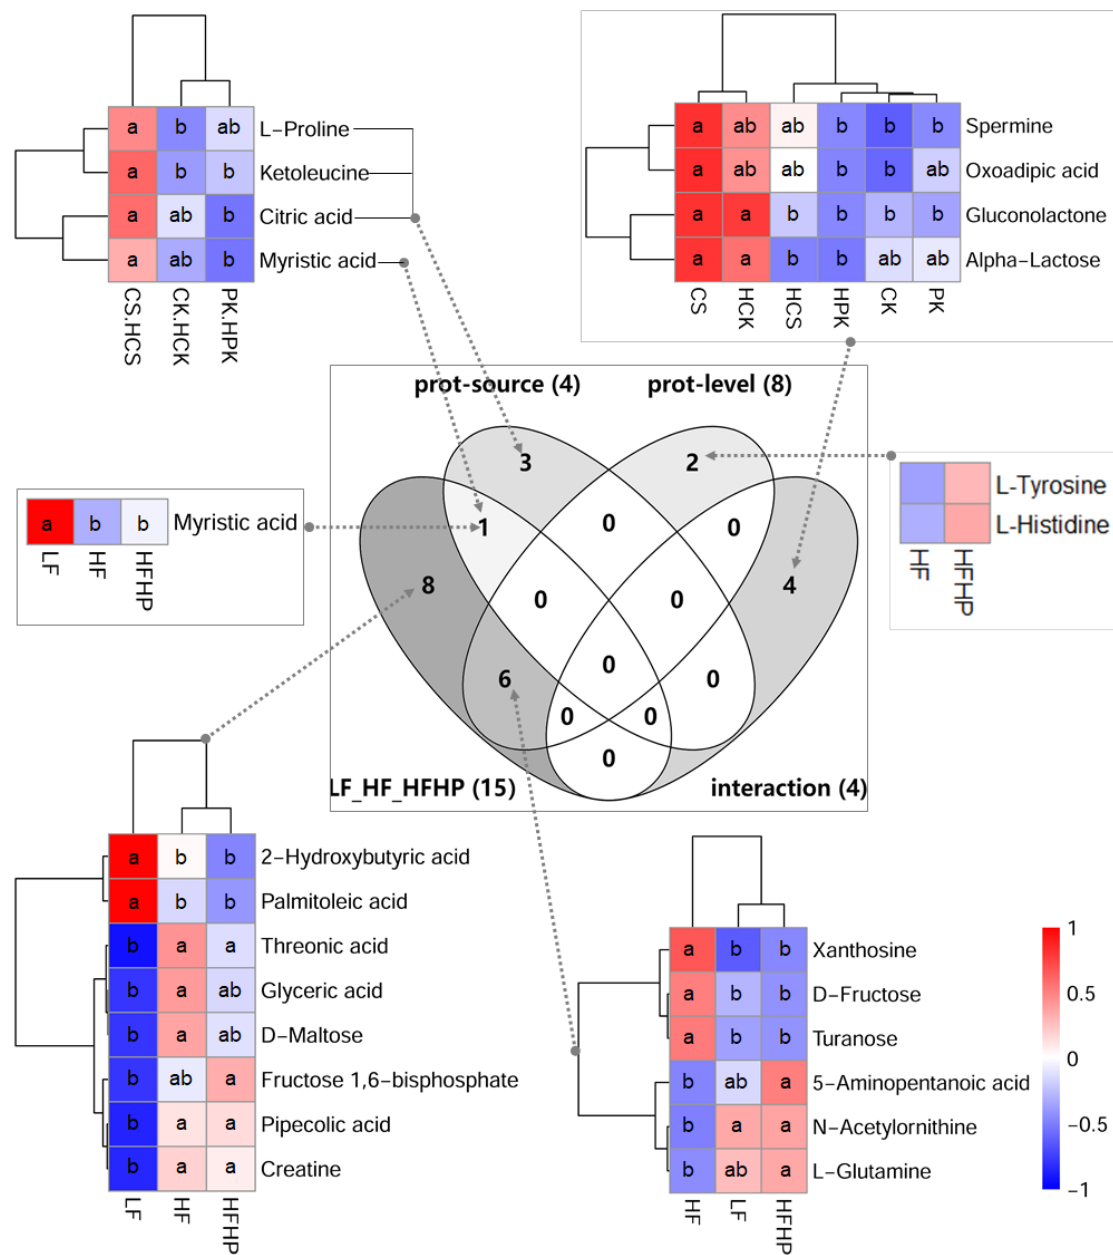 a b ab L-Proline
a b b Ketoleucine
a ab b Citric acid
a ab b Myristic acid
CS.HCS CK.HCK PK.HPK
a ab ab b b b Spermine
a ab ab b b ab Oxoadipic acid
a a b b b b Gluconolactone
a a b b ab ab Alpha-Lactose
CS HCK HCS HPK CK PK
prot-source (4) prot-level (8)
3 2
1 0 0
8 0 0 4
6 0 0
0 0
0
LF_HF_HFHP (15) interaction (4)
a b b Myristic acid
LF HF HFHP
L-Tyrosine
L-Histidine
HF HFHP
a b b 2-Hydroxybutyric acid
a b b Palmitoleic acid
b a a Threonic acid
b a ab Glyceric acid
b a ab D-Maltose
b ab a Fructose 1,6-bisphosphate
b a a Pipecolic acid
b a a Creatine
LF HF HFHP
a b b Xanthosine
a b b D-Fructose
a b b Turanose
b ab a 5-Aminopentanoic acid
b a a N-Acetylornithine
b ab a L-Glutamine
HF LF HFHP
1
0.5
0
-0.5
-1